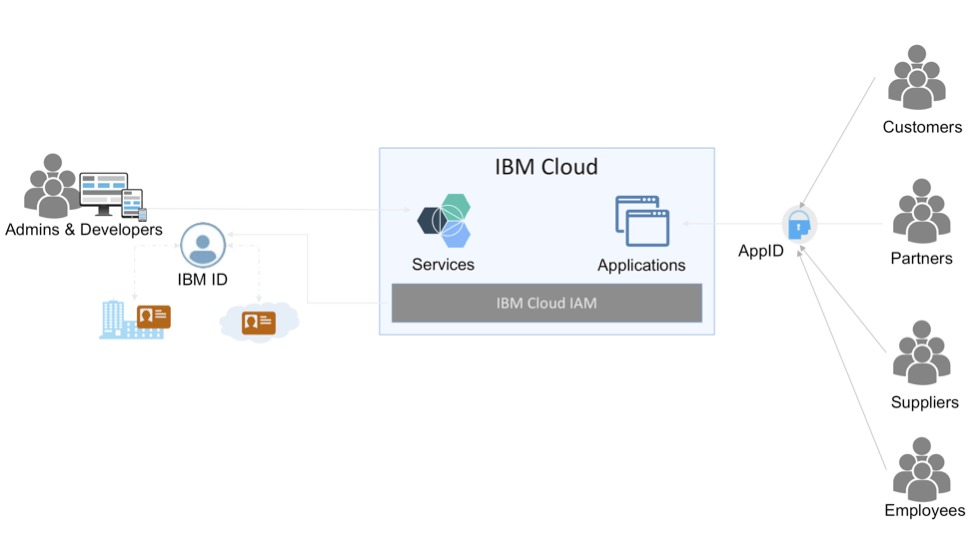 Customers
IBM Cloud
Admins & Developers
IBM ID
Services
Applications
AppID
Partners
IBM Cloud IAM
Suppliers
Employees